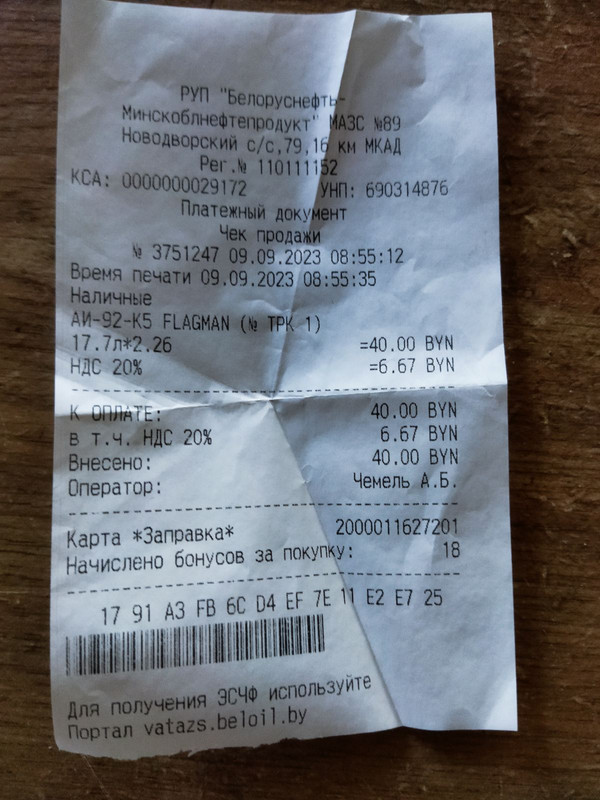 РУП "Белоруснефть-
Минскоблнефтепродукт" МАЗС №89
Новодворский с/с,79,16 км МКАД
Рег.№ 110111152
КСА: 0000000029172 УНП: 690314876
Платежный документ
Чек продажи
№ 3751247 09.09.2023 08:55:12
Время печати 09.09.2023 08:55:35
Наличные
АИ-92-К5 FLAGMAN (№ ТРК 1)
17.7л*2.26 =40.00 BYN
НДС 20% =6.67 BYN
К ОПЛАТЕ: 40.00 BYN
в т.ч. НДС 20% 6.67 BYN
Внесено: 40.00 BYN
Оператор: Чемель А.Б.
Карта *Заправка* 2000011627201
Начислено бонусов за покупку: 18
17 91 A3 FB 6C D4 EF 7E 11 E2 E7 25
Для получения ЭСЧФ используйте
Портал vatazs.beloil.by